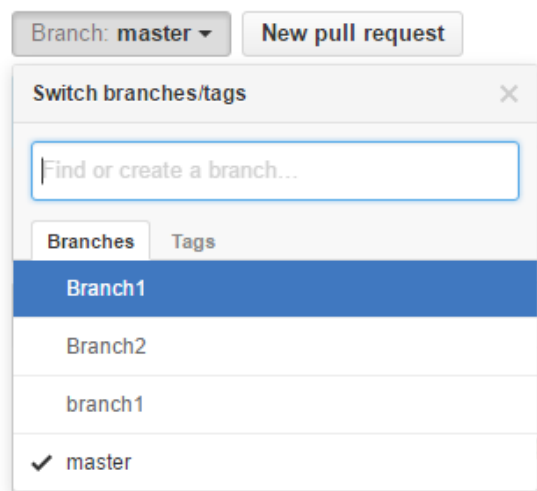 Branch: master New pull request
Switch branches/tags
Find or create a branch...
Branches Tags
Branch1
Branch2
branch1
master